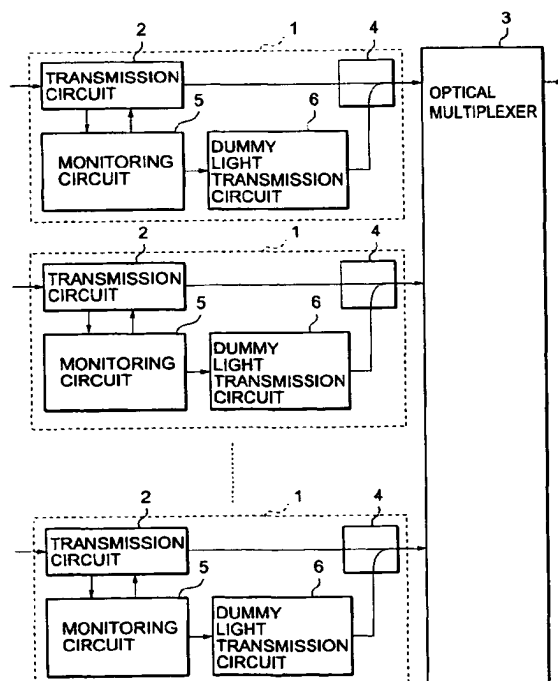 2
1
4
3
TRANSMISSION
CIRCUIT
5
6
OPTICAL
MULTIPLEXER
MONITORING
CIRCUIT
DUMMY
LIGHT
TRANSMISSION
CIRCUIT
2
1
4
TRANSMISSION
CIRCUIT
5
6
MONITORING
CIRCUIT
DUMMY
LIGHT
TRANSMISSION
CIRCUIT
2
1
4
TRANSMISSION
CIRCUIT
5
6
MONITORING
CIRCUIT
DUMMY
LIGHT
TRANSMISSION
CIRCUIT